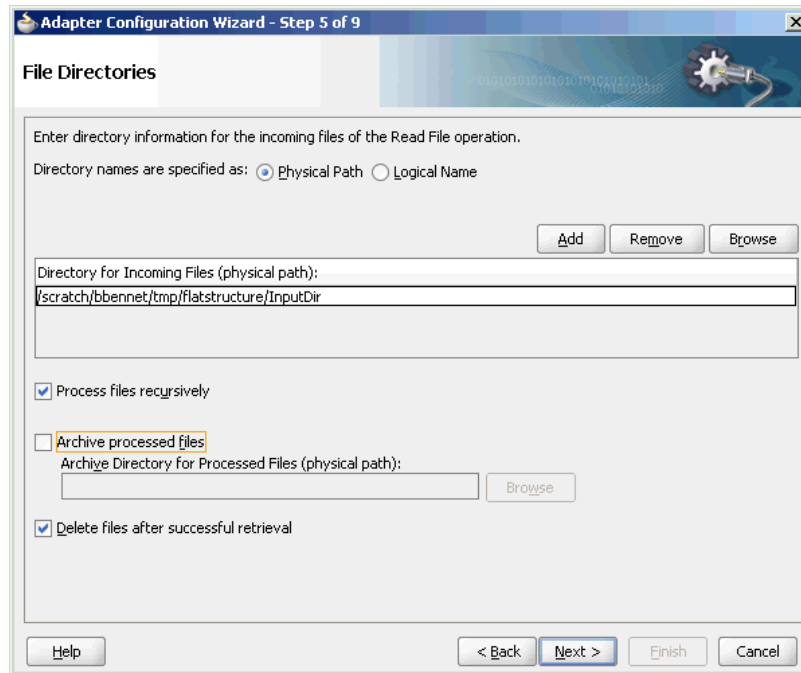 Adapter Configuration Wizard - Step 5 of 9
File Directories
Enter directory information for the incoming files of the Read File operation.
Directory names are specified as: Physical Path Logical Name
Add Remove Browse
Directory for Incoming Files (physical path):
/scratch/bbennet/tmp/flatstructure/InputDir
Process files recursively
Archive processed files
Archive Directory for Processed Files (physical path):
Browse
Delete files after successful retrieval
Help < Back Next > Finish Cancel